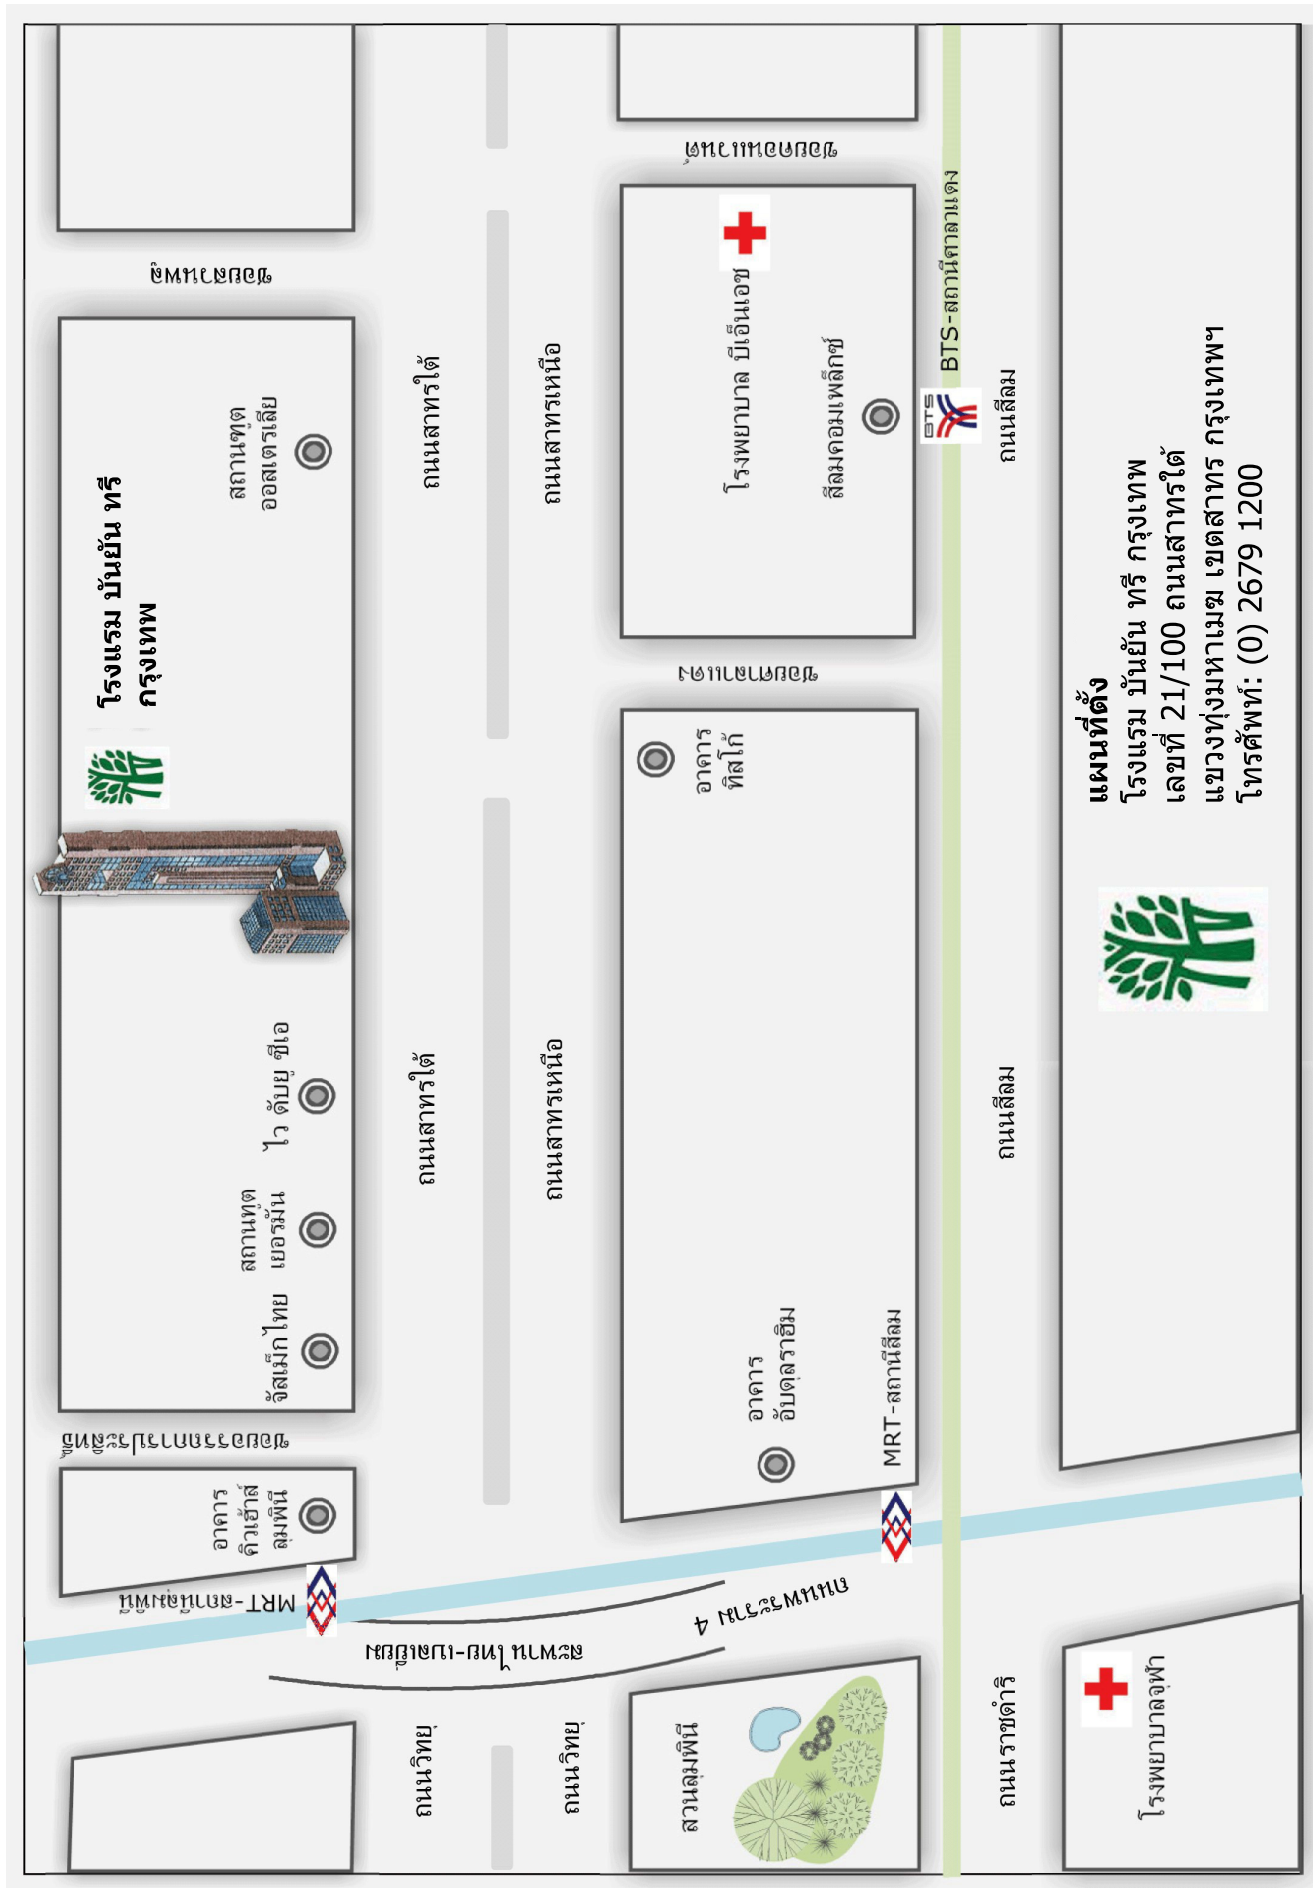 ซอยสวนพลู
ซอยคอนแวนต์
สถานทูต
ออสเตรเลีย
โรงแรม บันยัน ทรี
กรุงเทพ
ถนนสาทรใต้
ถนนสาทรเหนือ
โรงพยาบาล บีเอ็นเอช
สีลมคอมเพล็กซ์
BTS-สถานีศาลาแดง
BTS
ถนนสีลม
ซอยศาลาแดง
อาคาร
ทิสโก้
แผนที่ตั้ง
โรงแรม บันยัน ทรี กรุงเทพ
เลขที่ 21/100 ถนนสาทรใต้
แขวงทุ่งมหาเมฆ เขตสาทร กรุงเทพฯ
โทรศัพท์: (0) 2679 1200
ไว ดับยู ซีเอ
สถานทูต
เยอรมัน
จัสแม็กไทย
ถนนสาทรใต้
ถนนสาทรเหนือ
ถนนสีลม
อาคาร
อับดุลราฮิม
MRT-สถานีสีลม
ซอยอรรถการประสิทธิ์
อาคาร
คิวเฮ้าส์
ลุมพินี
MRT-สถานีลุมพินี
สะพานไทย-เบลเยี่ยม
ถนนพระราม 4
ถนนวิทยุ
ถนนวิทยุ
สวนลุมพินี
ถนนราชดำริ
โรงพยาบาลจุฬา